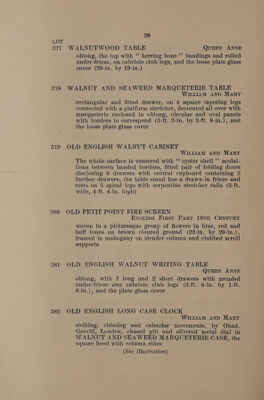 38
LOT
377 WALNUTWOOD TABLE QUEEN ANNE
oblong, the top with “ herring bone ” bandings and rolled
under-frieze, on cabriole club legs, and the loose plate glass
cover (29-in. by 19-in.)
378 WALNUT AND SEAWEED MARQUETERIE TABLE
WILLIAM AND MARY
rectangular and fitted drawer, on 4 square tapering legs
connected with a platform stretcher, decorated all over with
marqueterie enclosed in oblong, circular and oval panels
with borders to correspond (3-ft. 2-in. by 2-ft. 8-in.), and
the loose plate glass cover
379 OLD ENGLISH WALNUT CABINET
WILLIAM AND MARY
The whole surface is veneered with “ oyster shell ” medal-
lions between banded borders, fitted pair of folding doors
disclosing 8 drawers with central cupboard containing 3
further drawers, the table stand has a drawn-in frieze and
rests on 5 spiral legs with serpentine stretcher rails (3-ft.
wide, 4-ft. 4-in. high)
380 OLD PETIT POINT FIRE SCREEN
ENGLISH FIRST PART 18TH CENTURY
woven in a picturesque group of flowers in blue, red and
buff tones on brown cloured ground (22-in. by 20-in.),
framed in mahogany on slender column and clubbed scroll
supports
381 OLD ENGLISH WALNUT WRITING TABLE
QUEEN ANNE
oblong, with 1 long and 2 short drawers with arcaded
under-frieze and cabriole club legs (2-ft. 6-in. by 1-ft.
8-in.), and the plate glass cover
382 OLD ENGLISH LONG CASE CLOCK
WILLIAM AND MARY
striking, chiming and calendar movements, by Obad.
Grevill, London, chased gilt and silvered metal dial in
WALNUT AND SEAWEED MARQUETERIE CASE, the
square hood with column sides
(See Illustration)